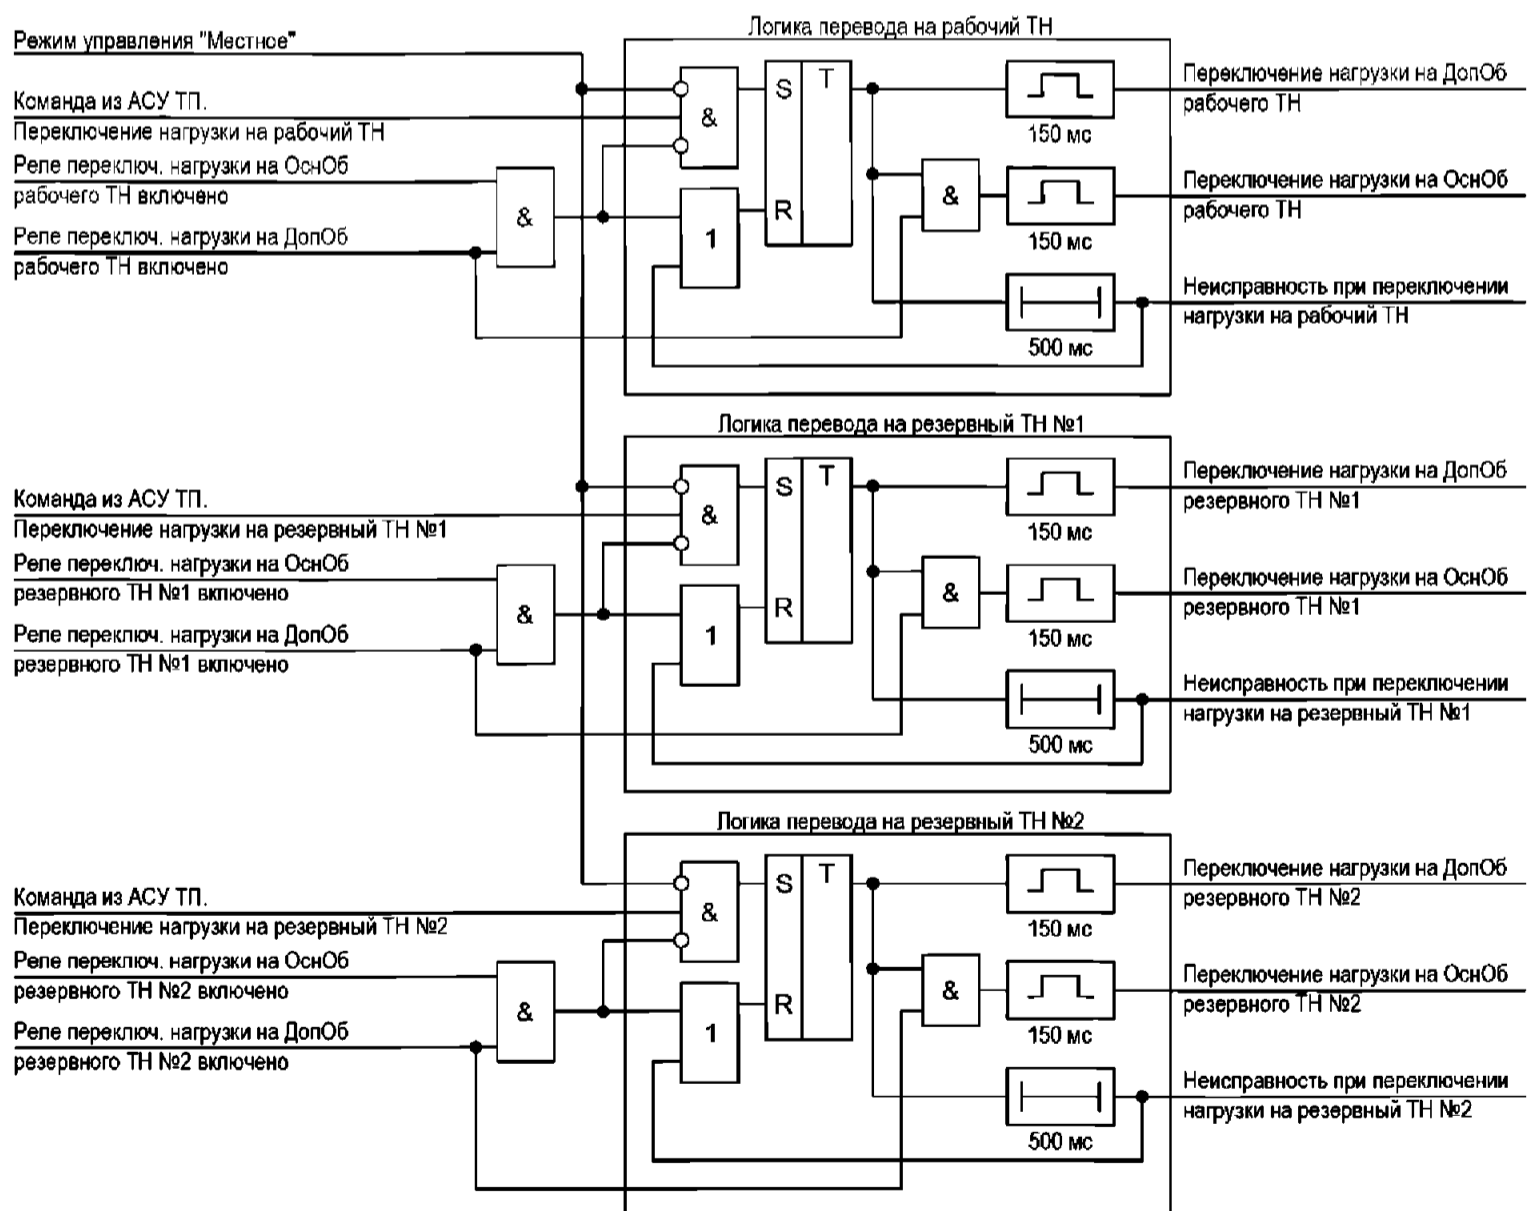 Логика перевода на рабочий ТН
Режим управления "Местное"
Команда из АСУ ТП.
Переключение нагрузки на рабочий ТН
Реле переключ. нагрузки на ОснОб
рабочего ТН включено
Реле переключ. нагрузки на ДопОб
рабочего ТН включено
&
&
1
S
T
R
&
150 мс
150 мс
500 мс
Переключение нагрузки на ДопОб
рабочего ТН
Переключение нагрузки на ОснОб
рабочего ТН
Неисправность при переключении
нагрузки на рабочий ТН
Логика перевода на резервный ТН №1
Команда из АСУ ТП.
Переключение нагрузки на резервный ТН №1
Реле переключ. нагрузки на ОснОб
резервного ТН №1 включено
Реле переключ. нагрузки на ДопОб
резервного ТН №1 включено
&
&
1
S
T
R
&
150 мс
150 мс
500 мс
Переключение нагрузки на ДопОб
резервного ТН №1
Переключение нагрузки на ОснОб
резервного ТН №1
Неисправность при переключении
нагрузки на резервный ТН №1
Логика перевода на резервный ТН №2
Команда из АСУ ТП.
Переключение нагрузки на резервный ТН №2
Реле переключ. нагрузки на ОснОб
резервного ТН №2 включено
Реле переключ. нагрузки на ДопОб
резервного ТН №2 включено
&
&
1
S
T
R
&
150 мс
150 мс
500 мс
Переключение нагрузки на ДопОб
резервного ТН №2
Переключение нагрузки на ОснОб
резервного ТН №2
Неисправность при переключении
нагрузки на резервный ТН №2